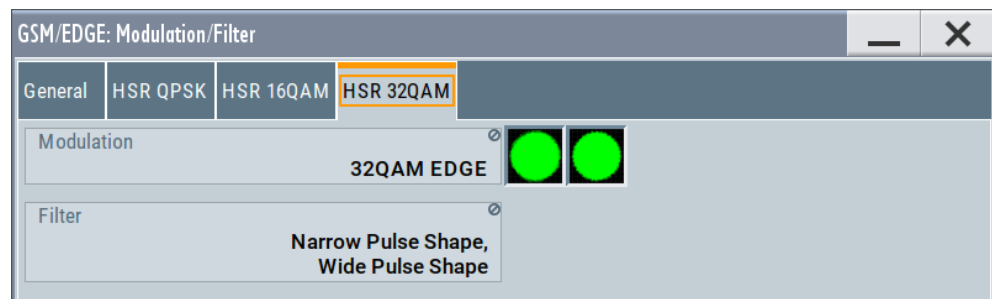 GSM/EDGE: Modulation/Filter
General HSR QPSK HSR 16QAM HSR 32QAM
Modulation
32QAM EDGE
Filter
Narrow Pulse Shape,
Wide Pulse Shape